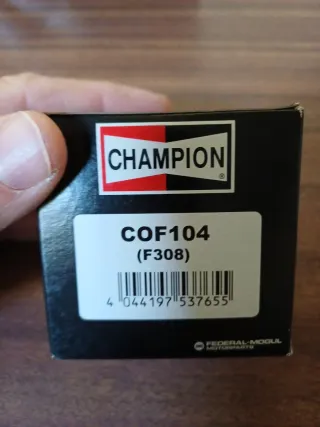 CHAMPION
®
COF104
(F308)
4 044197 537655
FEDERAL-MOGUL
MOTORPARTS